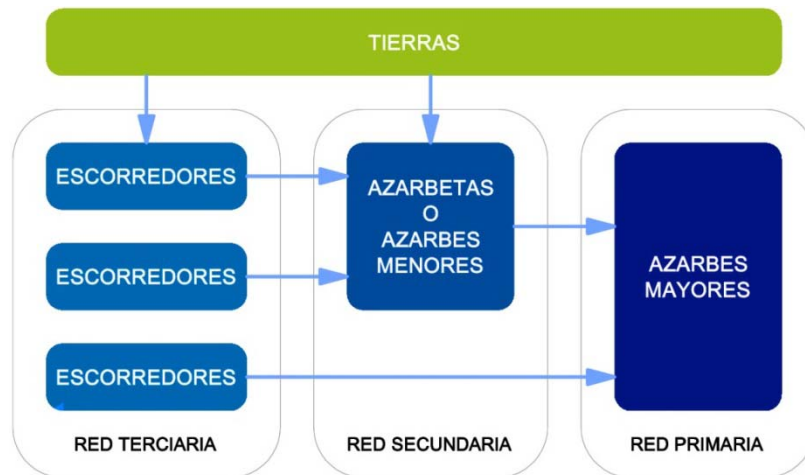 TIERRAS
ESCORREDORES
ESCORREDORES
ESCORREDORES
RED TERCIARIA
AZARBETAS
O
AZARBES
MENORES
RED SECUNDARIA
AZARBES
MAYORES
RED PRIMARIA